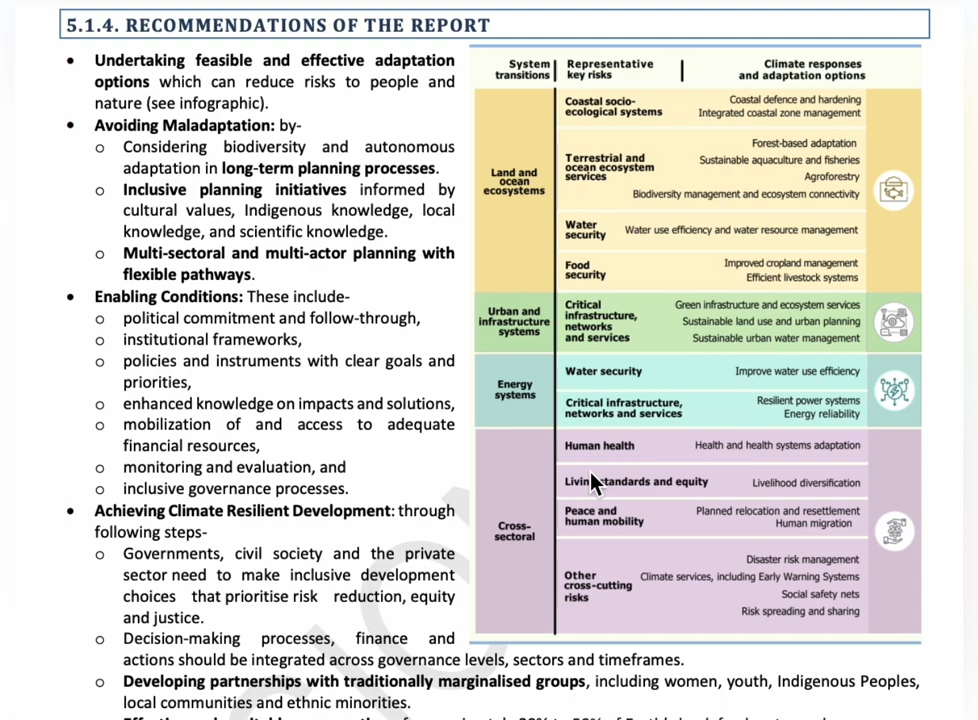 5.1.4. RECOMMENDATIONS OF THE REPORT
• Undertaking feasible and effective adaptation
options which can reduce risks to people and
nature (see infographic).
• Avoiding Maladaptation: by-
o Considering biodiversity and autonomous
adaptation in long-term planning processes.
o Inclusive planning initiatives informed by
cultural values, Indigenous knowledge, local
knowledge, and scientific knowledge.
o Multi-sectoral and multi-actor planning with
flexible pathways.
• Enabling Conditions: These include-
o political commitment and follow-through,
o institutional frameworks,
o policies and instruments with clear goals and
priorities,
o enhanced knowledge on impacts and solutions,
o mobilization of and access to adequate
financial resources,
o monitoring and evaluation, and
o inclusive governance processes.
• Achieving Climate Resilient Development: through
following steps-
o Governments, civil society and the private
sector need to make inclusive development
choices that prioritise risk reduction, equity
and justice.
o Decision-making processes, finance and
actions should be integrated across governance levels, sectors and timeframes.
o Developing partnerships with traditionally marginalised groups, including women, youth, Indigenous Peoples,
local communities and ethnic minorities.
System transitions
Representative key risks
Climate responses and adaptation options
Land and ocean ecosystems
Coastal socio-ecological systems
Coastal defence and hardening
Integrated coastal zone management
Terrestrial and ocean ecosystem services
Forest-based adaptation
Sustainable aquaculture and fisheries
Agroforestry
Biodiversity management and ecosystem connectivity
Water security
Water use efficiency and water resource management
Food security
Improved cropland management
Efficient livestock systems
Urban and infrastructure systems
Critical infrastructure, networks and services
Green infrastructure and ecosystem services
Sustainable land use and urban planning
Sustainable urban water management
Energy systems
Water security
Improve water use efficiency
Critical infrastructure, networks and services
Resilient power systems
Energy reliability
Cross-sectoral
Human health
Health and health systems adaptation
Living standards and equity
Livelihood diversification
Peace and human mobility
Planned relocation and resettlement
Human migration
Other cross-cutting risks
Disaster risk management
Climate services, including Early Warning Systems
Social safety nets
Risk spreading and sharing